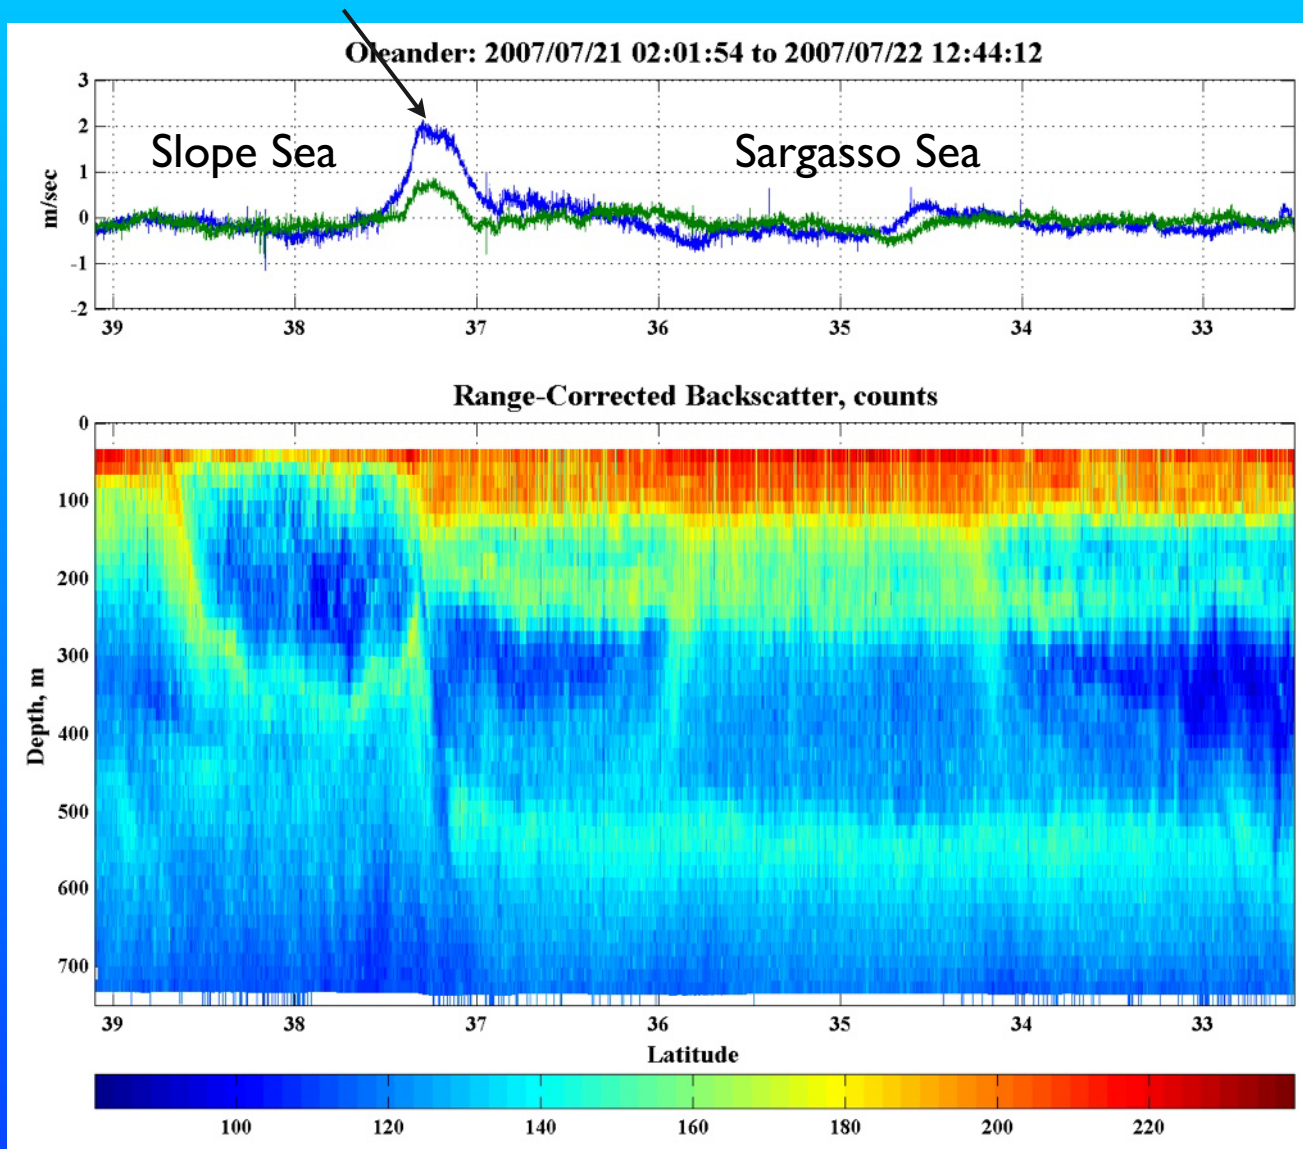 Oleander: 2007/07/21 02:01:54 to 2007/07/22 12:44:12
3
2
1
0
-1
-2
m/sec
Slope Sea
Sargasso Sea
39 38 37 36 35 34 33
Range-Corrected Backscatter, counts
0
100
200
300
400
500
600
700
Depth, m
39 38 37 36 35 34 33
Latitude
100 120 140 160 180 200 220